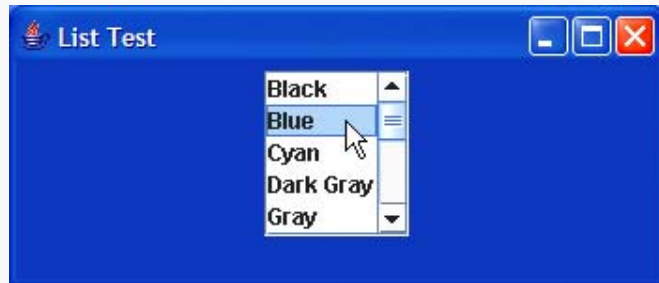 List Test
Black
Blue
Cyan
Dark Gray
Gray